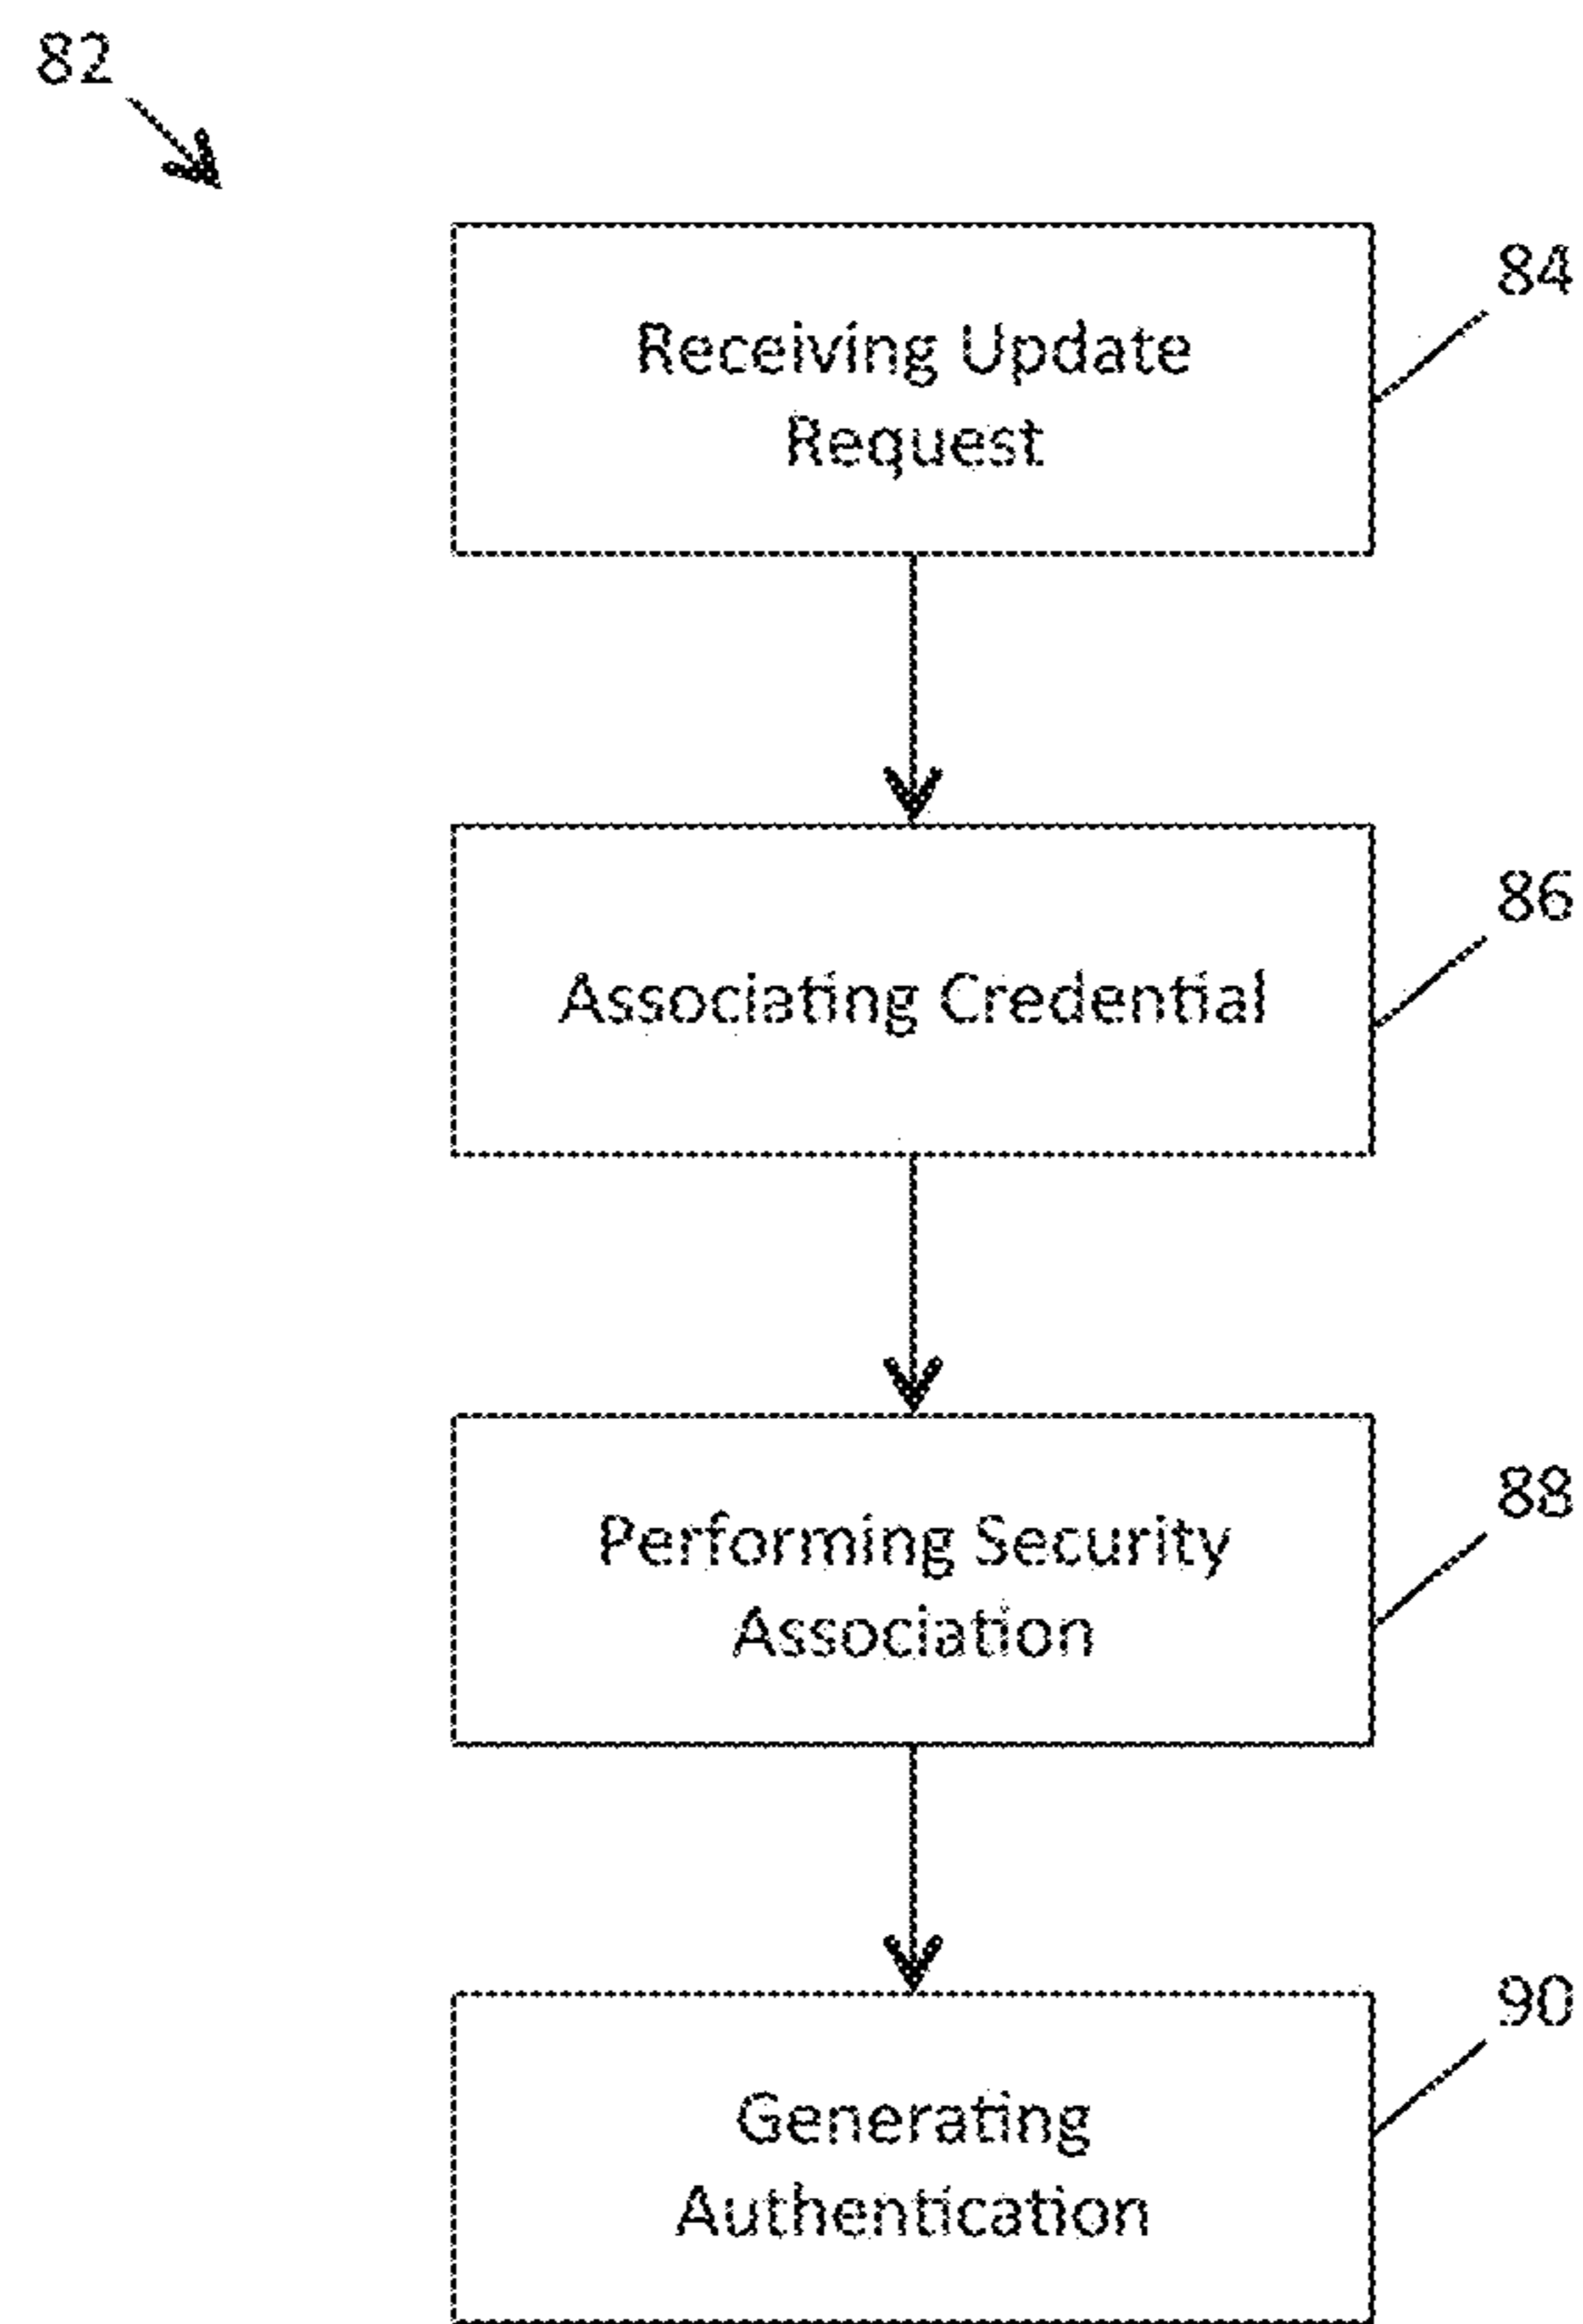 82
84
Receiving Update
Request
86
Associating Credential
88
Performing Security
Association
90
Generating
Authentication